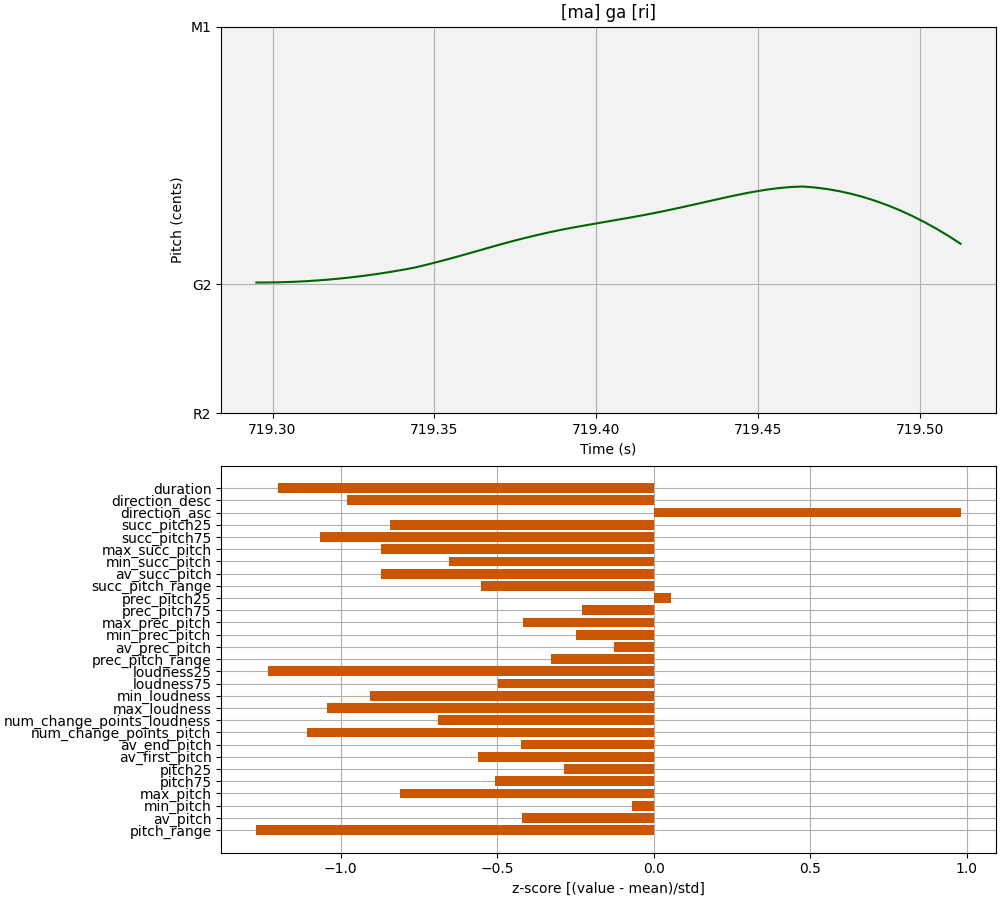 [ma] ga [ri]
M1
G2
R2
Pitch (cents)
719.30 719.35 719.40 719.45 719.50
Time (s)
duration
direction_desc
direction_asc
succ_pitch25
succ_pitch75
max_succ_pitch
min_succ_pitch
av_succ_pitch
succ_pitch_range
prec_pitch25
prec_pitch75
max_prec_pitch
min_prec_pitch
av_prec_pitch
prec_pitch_range
loudness25
loudness75
min_loudness
max_loudness
num_change_points_loudness
num_change_points_pitch
av_end_pitch
av_first_pitch
pitch25
pitch75
max_pitch
min_pitch
av_pitch
pitch_range
−1.0 −0.5 0.0 0.5 1.0
z-score [(value - mean)/std]